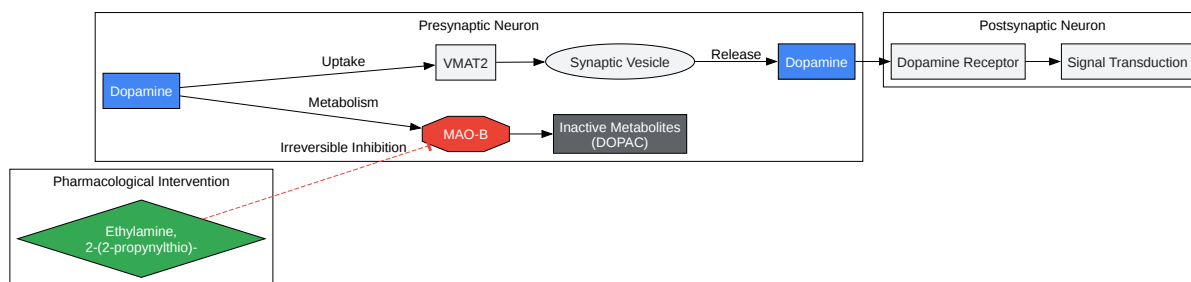 Presynaptic Neuron
Postsynaptic Neuron
Uptake
Release
VMAT2
Synaptic Vesicle
Dopamine
Dopamine Receptor
Signal Transduction
Dopamine
Metabolism
Inactive Metabolites
(DOPAC)
MAO-B
Irreversible Inhibition
Pharmacological Intervention
Ethylamine,
2-(2-propynylthio)-